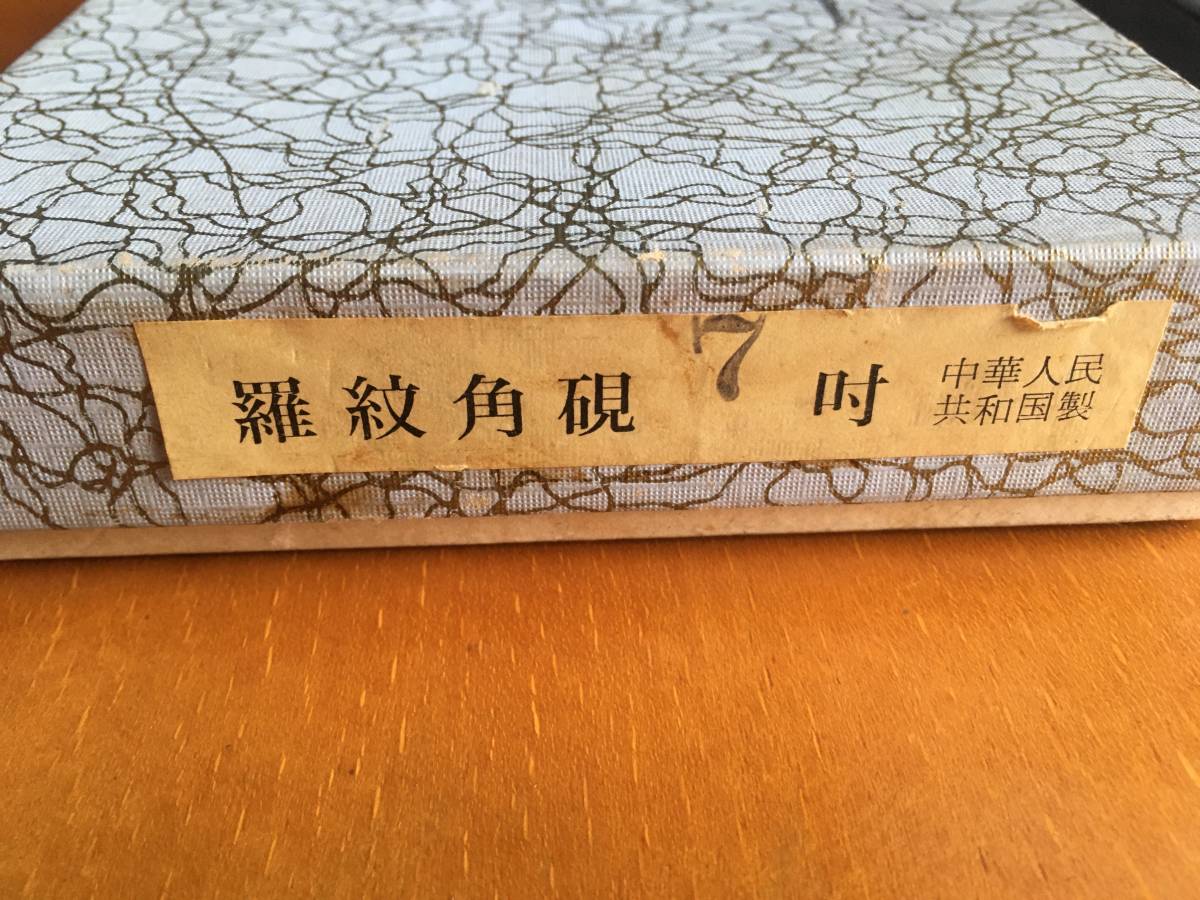 羅紋角硯 7 吋
中華人民
共和国製